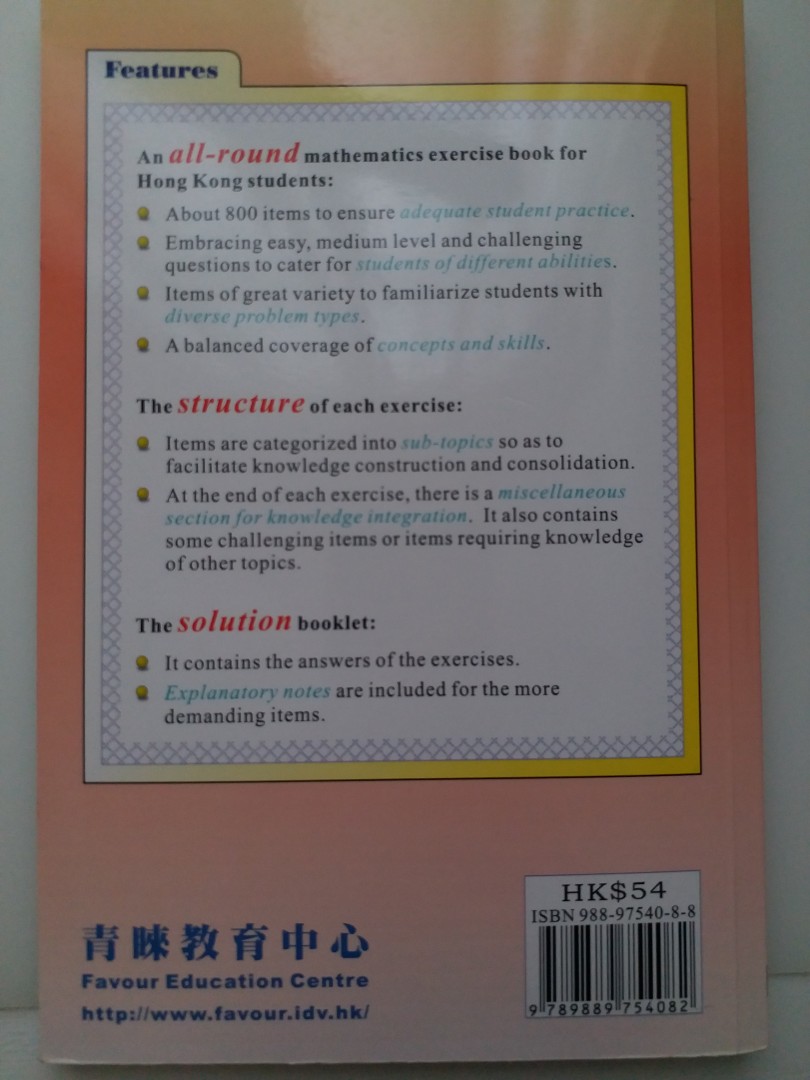 Features
An all-round mathematics exercise book for
Hong Kong students:
About 800 items to ensure adequate student practice.
Embracing easy, medium level and challenging
questions to cater for students of different abilities.
Items of great variety to familiarize students with
diverse problem types.
A balanced coverage of concepts and skills.
The structure of each exercise:
Items are categorized into sub-topics so as to
facilitate knowledge construction and consolidation.
At the end of each exercise, there is a miscellaneous
section for knowledge integration. It also contains
some challenging items or items requiring knowledge
of other topics.
The solution booklet:
It contains the answers of the exercises.
Explanatory notes are included for the more
demanding items.
青睞教育中心
Favour Education Centre
http://www.favour.idv.hk/
HK$54
ISBN 988-97540-8-8
9 789889 754082